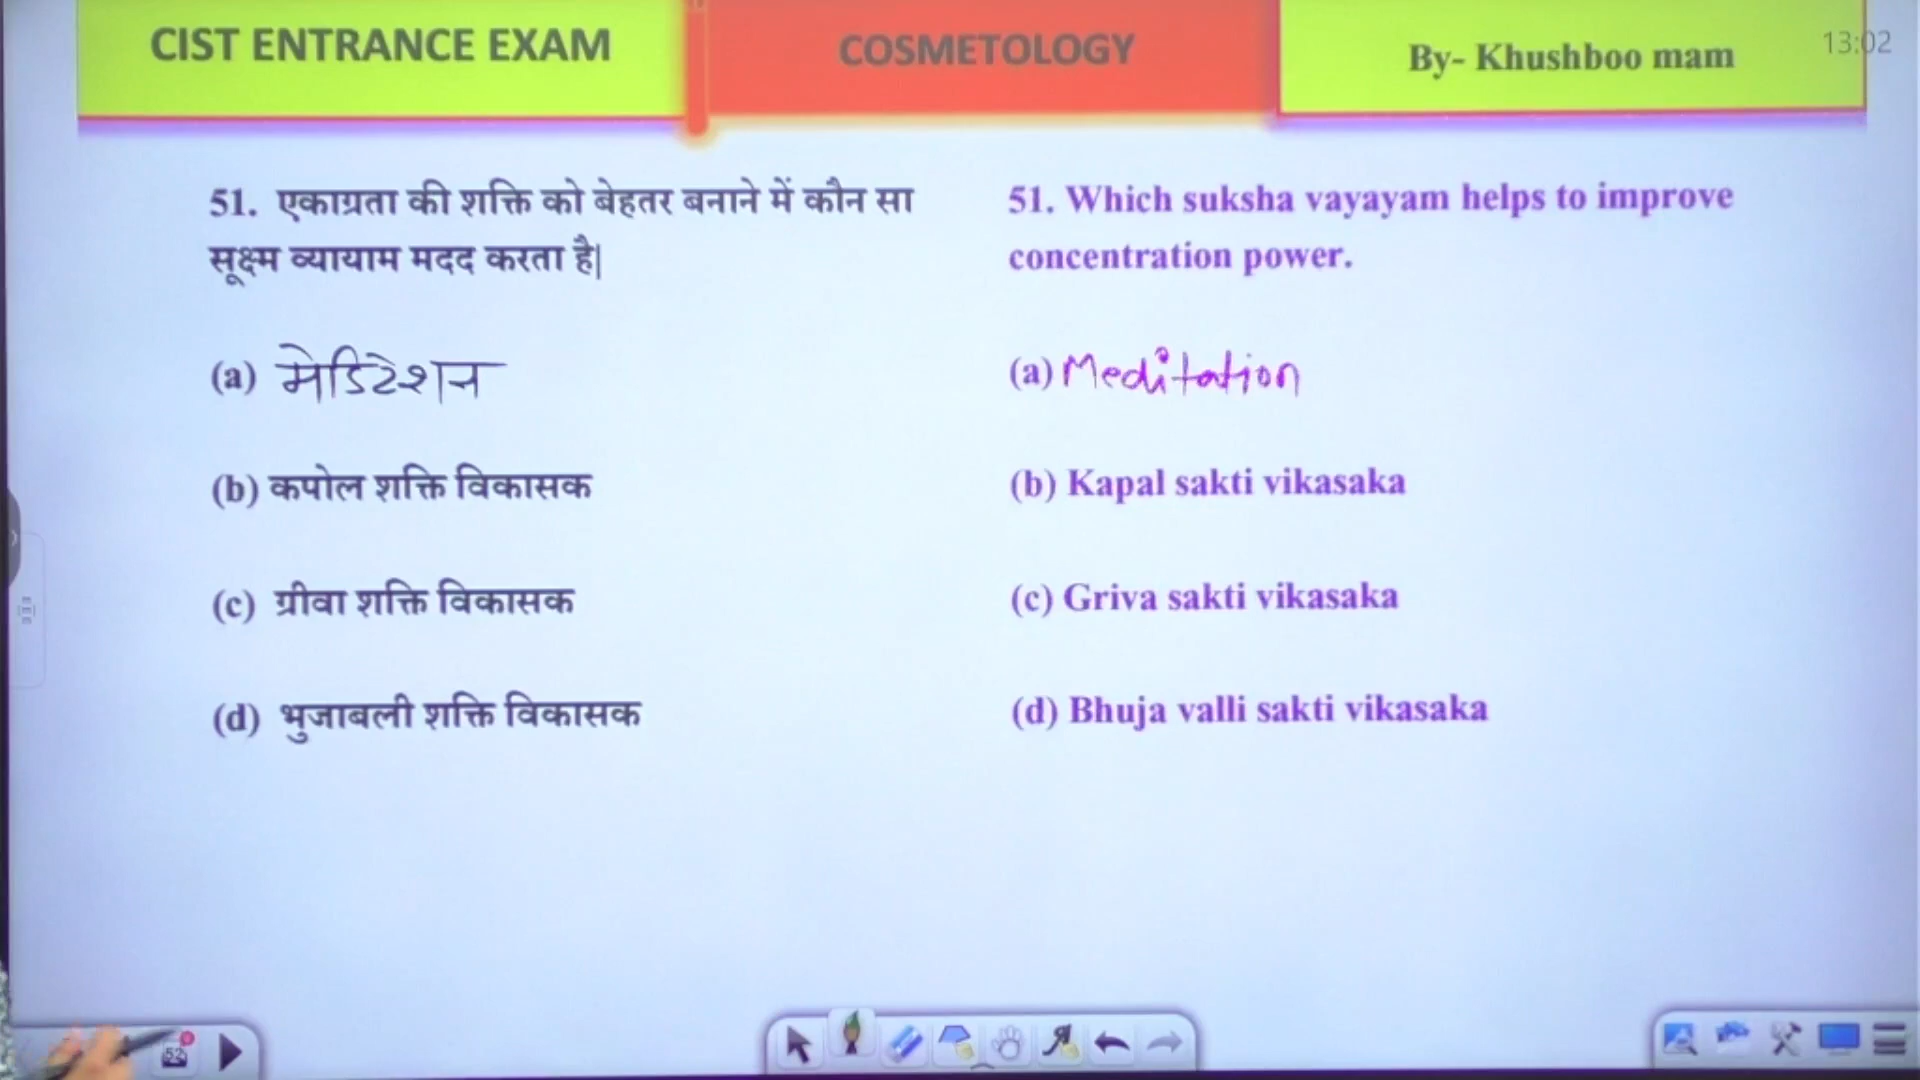 CIST ENTRANCE EXAM
COSMETOLOGY
By- Khushboo mam
13:02
51. एकाग्रता की शक्ति को बेहतर बनाने में कौन सा
सूक्ष्म व्यायाम मदद करता है|
(a) मेडिटेशन
(b) कपोल शक्ति विकासक
(c) ग्रीवा शक्ति विकासक
(d) भुजाबली शक्ति विकासक
51. Which suksha vayayam helps to improve
concentration power.
(a) Meditation
(b) Kapal sakti vikasaka
(c) Griva sakti vikasaka
(d) Bhuja valli sakti vikasaka
52